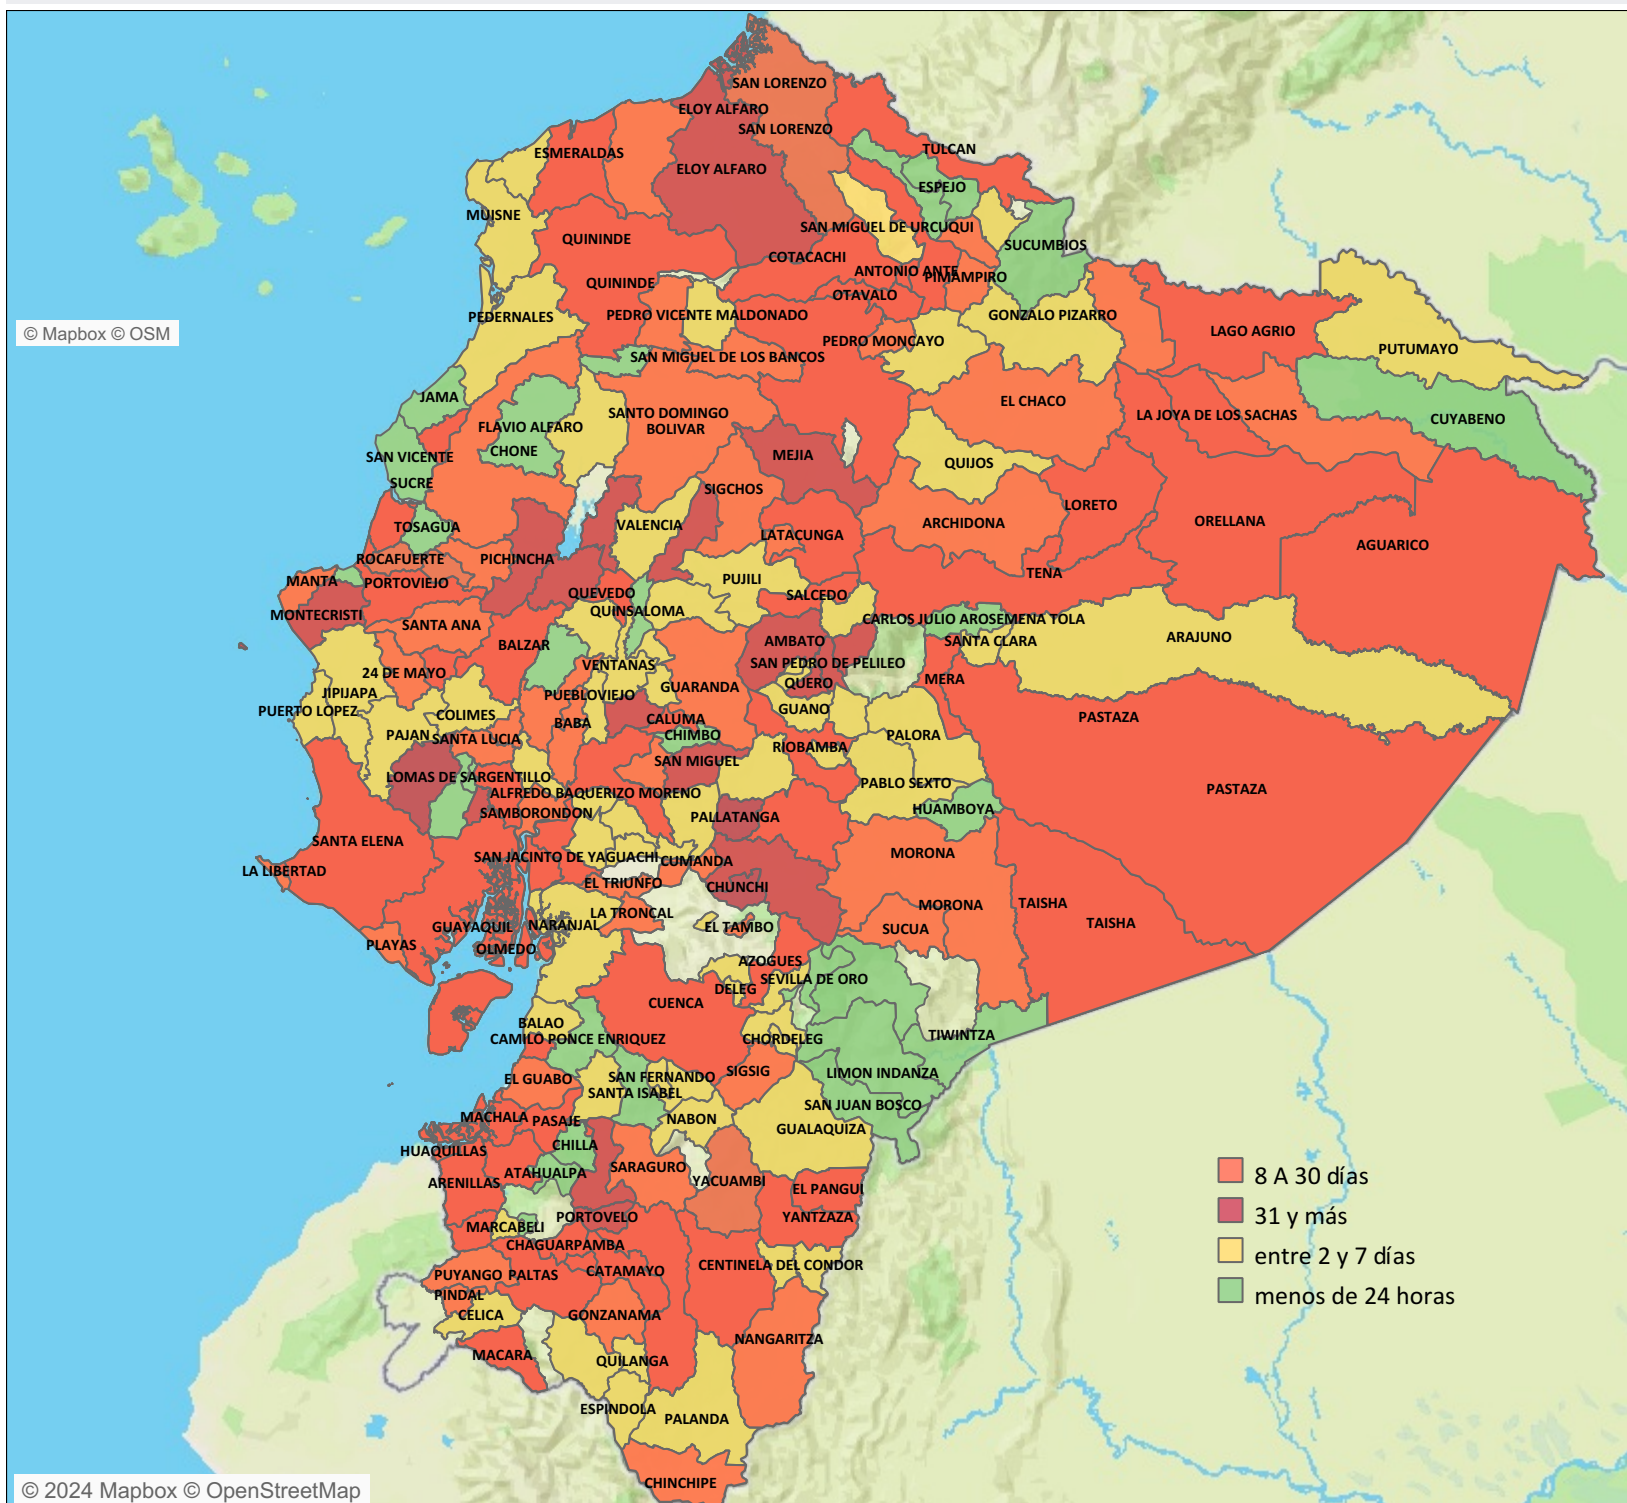 SAN LORENZO
ELOY ALFARO
SAN LORENZO
TULCAN
ESMERALDAS
ELOY ALFARO
ESPEJO
MUISNE
SAN MIGUEL DE URCUQUI
QUININDE
SUCUMBIOS
COTACACHI
ANTONIO ANTE
PIMAMPIRO
QUININDE
OTAVALO
PEDERNALES
PEDRO VICENTE MALDONADO
GONZALO PIZARRO
LAGO AGRIO
© Mapbox © OSM
PEDRO MONCAYO
PUTUMAYO
SAN MIGUEL DE LOS BANCOS
JAMA
EL CHACO
SANTO DOMINGO
LA JOYA DE LOS SACHAS
CUYABENO
FLAVIO ALFARO
BOLIVAR
CHONE
SAN VICENTE
MEJIA
QUIJOS
SUCRE
SIGCHOS
LORETO
TOSAGUA
VALENCIA
ARCHIDONA
ORELLANA
LATACUNGA
AGUARICO
ROCAFUERTE
PICHINCHA
TENA
MANTA
PORTOVIEJO
PUJILI
QUEVEDO
SALCEDO
MONTECRISTI
QUINSALOMA
CARLOS JULIO AROSEMENA TOLA
SANTA ANA
ARAJUNO
BALZAR
AMBATO
SANTA CLARA
SAN PEDRO DE PELILEO
24 DE MAYO
VENTANAS
QUERO
MERA
JIPIJAPA
PUEBLOVIEJO
GUARANDA
PUERTO LOPEZ
COLIMES
GUANO
PASTAZA
BABA
CALUMA
PAJAN
SANTA LUCIA
CHIMBO
PALORA
RIOBAMBA
SAN MIGUEL
LOMAS DE SARGENTILLO
PABLO SEXTO
PASTAZA
ALFREDO BAQUERIZO MORENO
SAMBORONDON
PALLATANGA
HUAMBOYA
SANTA ELENA
MORONA
SAN JACINTO DE YAGUACHI
CUMANDA
LA LIBERTAD
EL TRIUNFO
CHUNCHI
MORONA
TAISHA
LA TRONCAL
TAISHA
GUAYAQUIL
NARANJAL
EL TAMBO
SUCUA
PLAYAS
OLMEDO
AZOGUES
SEVILLA DE ORO
DELEG
CUENCA
BALAO
CAMILO PONCE ENRIQUEZ
CHORDELEG
TIWINTZA
SIGSIG
LIMON INDANZA
EL GUABO
SAN FERNANDO
SANTA ISABEL
SAN JUAN BOSCO
MACHALA
PASAJE
NABON
GUALAQUIZA
CHILLA
HUAQUILLAS
SARAGURO
ATAHUALPA
YACUAMBI
ARENILLAS
EL PANGUI
PORTOVELO
YANTZAZA
MARCABELI
CHAGUARPAMBA
CENTINELA DEL CONDOR
PUYANGO
PALTAS
CATAMAYO
PINDAL
CELICA
GONZANAMA
NANGARITZA
MACARA
QUILANGA
ESPINDOLA
PALANDA
CHINCHIPE
8 A 30 días
31 y más
entre 2 y 7 días
menos de 24 horas
© 2024 Mapbox © OpenStreetMap